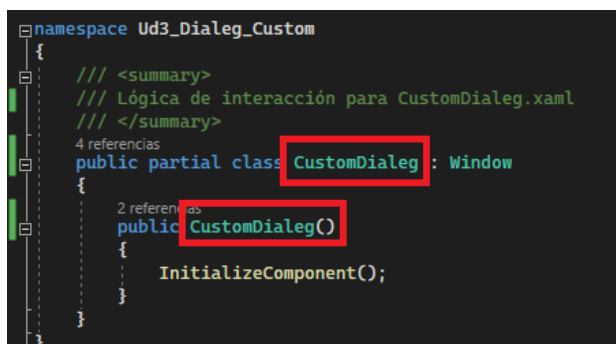 namespace Ud3_Dialeg_Custom
{
/// <summary>
/// Lógica de interacción para CustomDialeg.xaml
/// </summary>
4 referencias
public partial class CustomDialeg : Window
{
2 referencias
public CustomDialeg()
{
InitializeComponent();
}
}
}